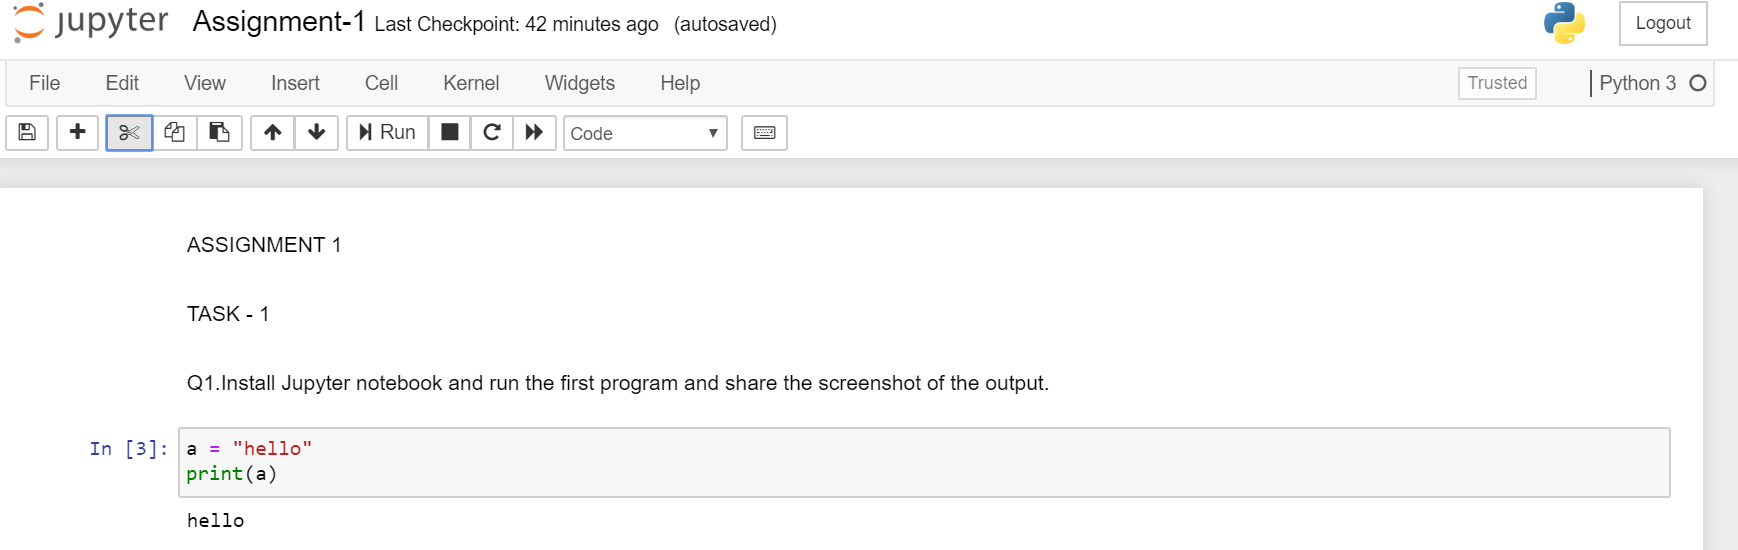 jupyter Assignment-1 Last Checkpoint: 42 minutes ago (autosaved) Logout
File Edit View Insert Cell Kernel Widgets Help Trusted Python 3
Run Code
ASSIGNMENT 1
TASK - 1
Q1.Install Jupyter notebook and run the first program and share the screenshot of the output.
In [3]: a = "hello"
print(a)
hello